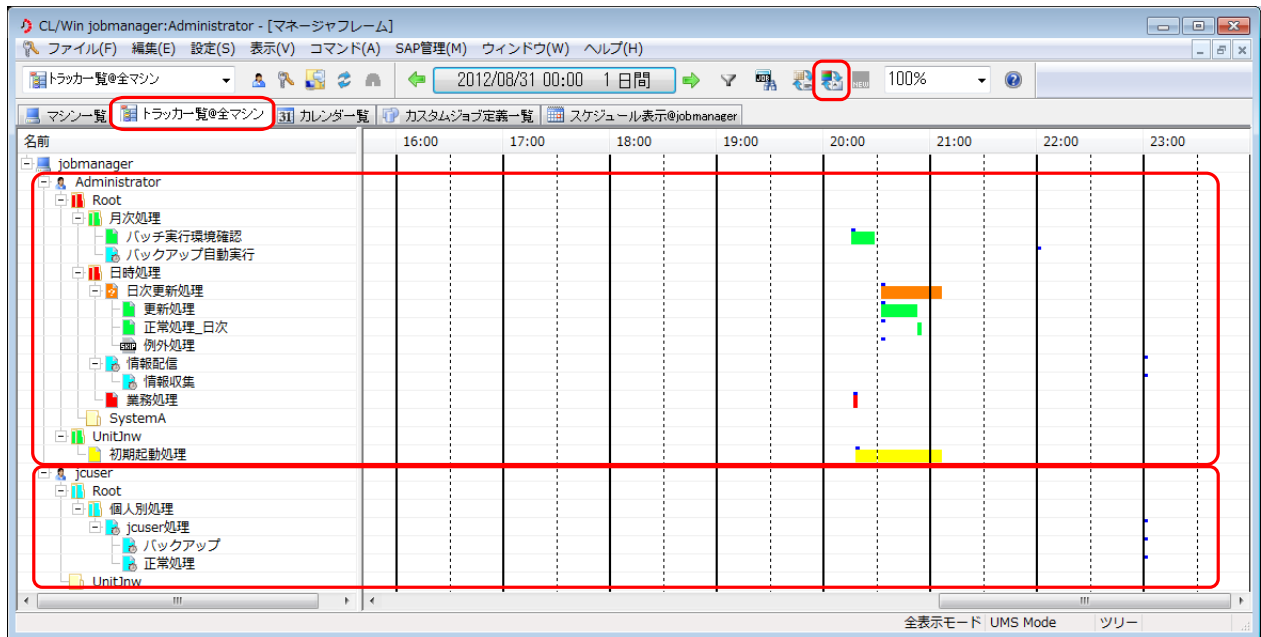 CL/Win jobmanager:Administrator - [マネージャフレーム]
ファイル(F) 編集(E) 設定(S) 表示(V) コマンド(A) SAP管理(M) ウィンドウ(W) ヘルプ(H)
トラッカ一覧@全マシン 2012/08/31 00:00 1 日間 LOG NEW 100%
マシン一覧 トラッカ一覧@全マシン 31 カレンダー一覧 カスタムジョブ定義一覧 スケジュール表示@jobmanager
名前 16:00 17:00 18:00 19:00 20:00 21:00 22:00 23:00
jobmanager
Administrator
Root
月次処理
バッチ実行環境確認
バックアップ自動実行
日時処理
日次更新処理
更新処理
正常処理_日次
SKIP 例外処理
情報配信
情報収集
業務処理
SystemA
UnitJnw
初期起動処理
jcuser
Root
個人別処理
jcuser処理
バックアップ
正常処理
UnitJnw
全表示モード UMS Mode ツリー